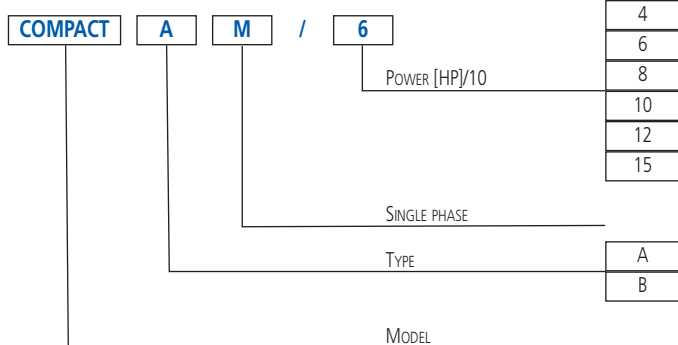 COMPACT A M / 6
4
6
POWER [HP]/10 8
10
12
15
SINGLE PHASE
TYPE A
B
MODEL